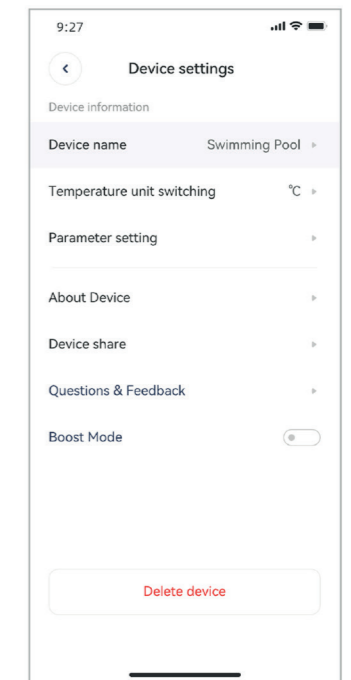 9:27
Device settings
Device information
Device name Swimming Pool
Temperature unit switching °C
Parameter setting
About Device
Device share
Questions & Feedback
Boost Mode
Delete device